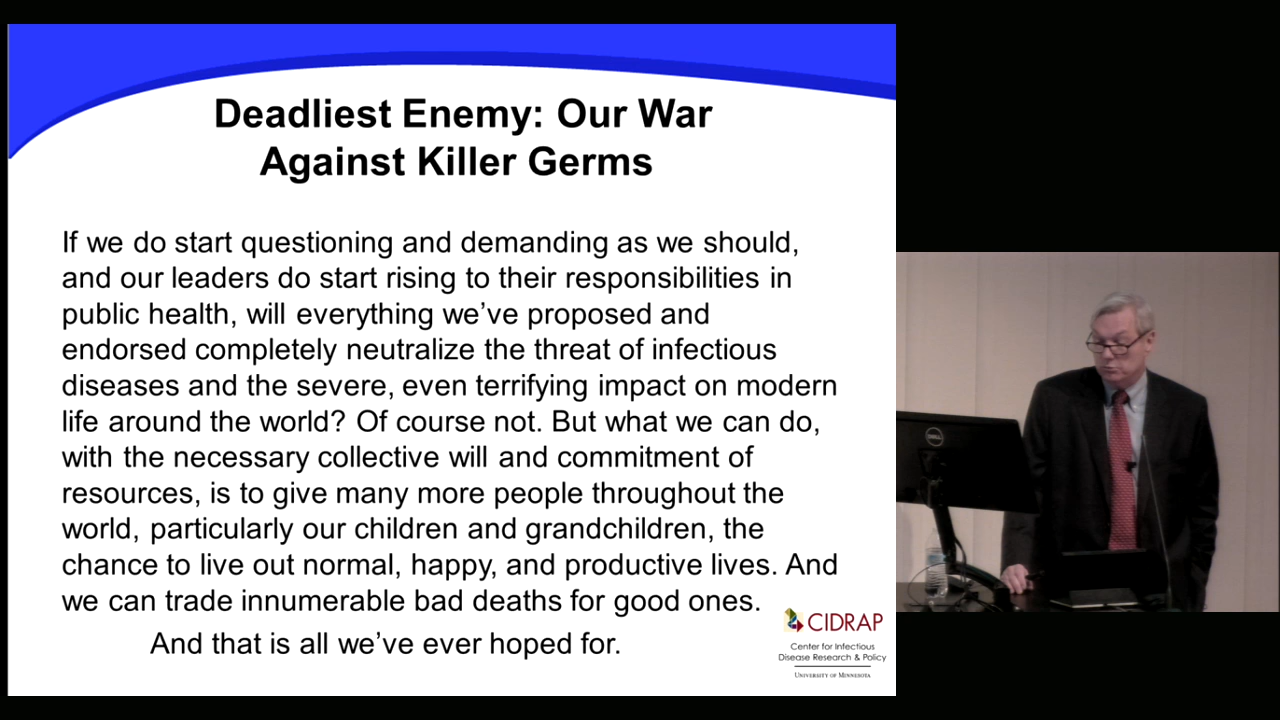 Deadliest Enemy: Our War
Against Killer Germs
If we do start questioning and demanding as we should,
and our leaders do start rising to their responsibilities in
public health, will everything we’ve proposed and
endorsed completely neutralize the threat of infectious
diseases and the severe, even terrifying impact on modern
life around the world? Of course not. But what we can do,
with the necessary collective will and commitment of
resources, is to give many more people throughout the
world, particularly our children and grandchildren, the
chance to live out normal, happy, and productive lives. And
we can trade innumerable bad deaths for good ones.
And that is all we’ve ever hoped for.
CIDRAP
Center for Infectious
Disease Research & Policy
UNIVERSITY OF MINNESOTA
DELL